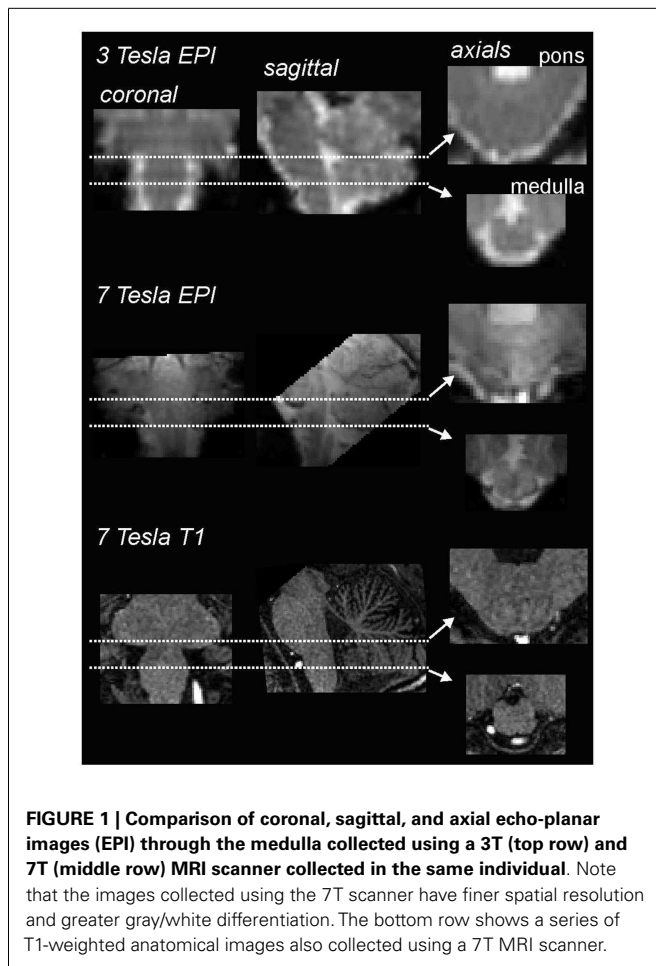 3 Tesla EPI
coronal
sagittal
axials
pons
medulla
7 Tesla EPI
7 Tesla T1
FIGURE 1 | Comparison of coronal, sagittal, and axial echo-planar
images (EPI) through the medulla collected using a 3T (top row) and
7T (middle row) MRI scanner collected in the same individual. Note
that the images collected using the 7T scanner have finer spatial resolution
and greater gray/white differentiation. The bottom row shows a series of
T1-weighted anatomical images also collected using a 7T MRI scanner.